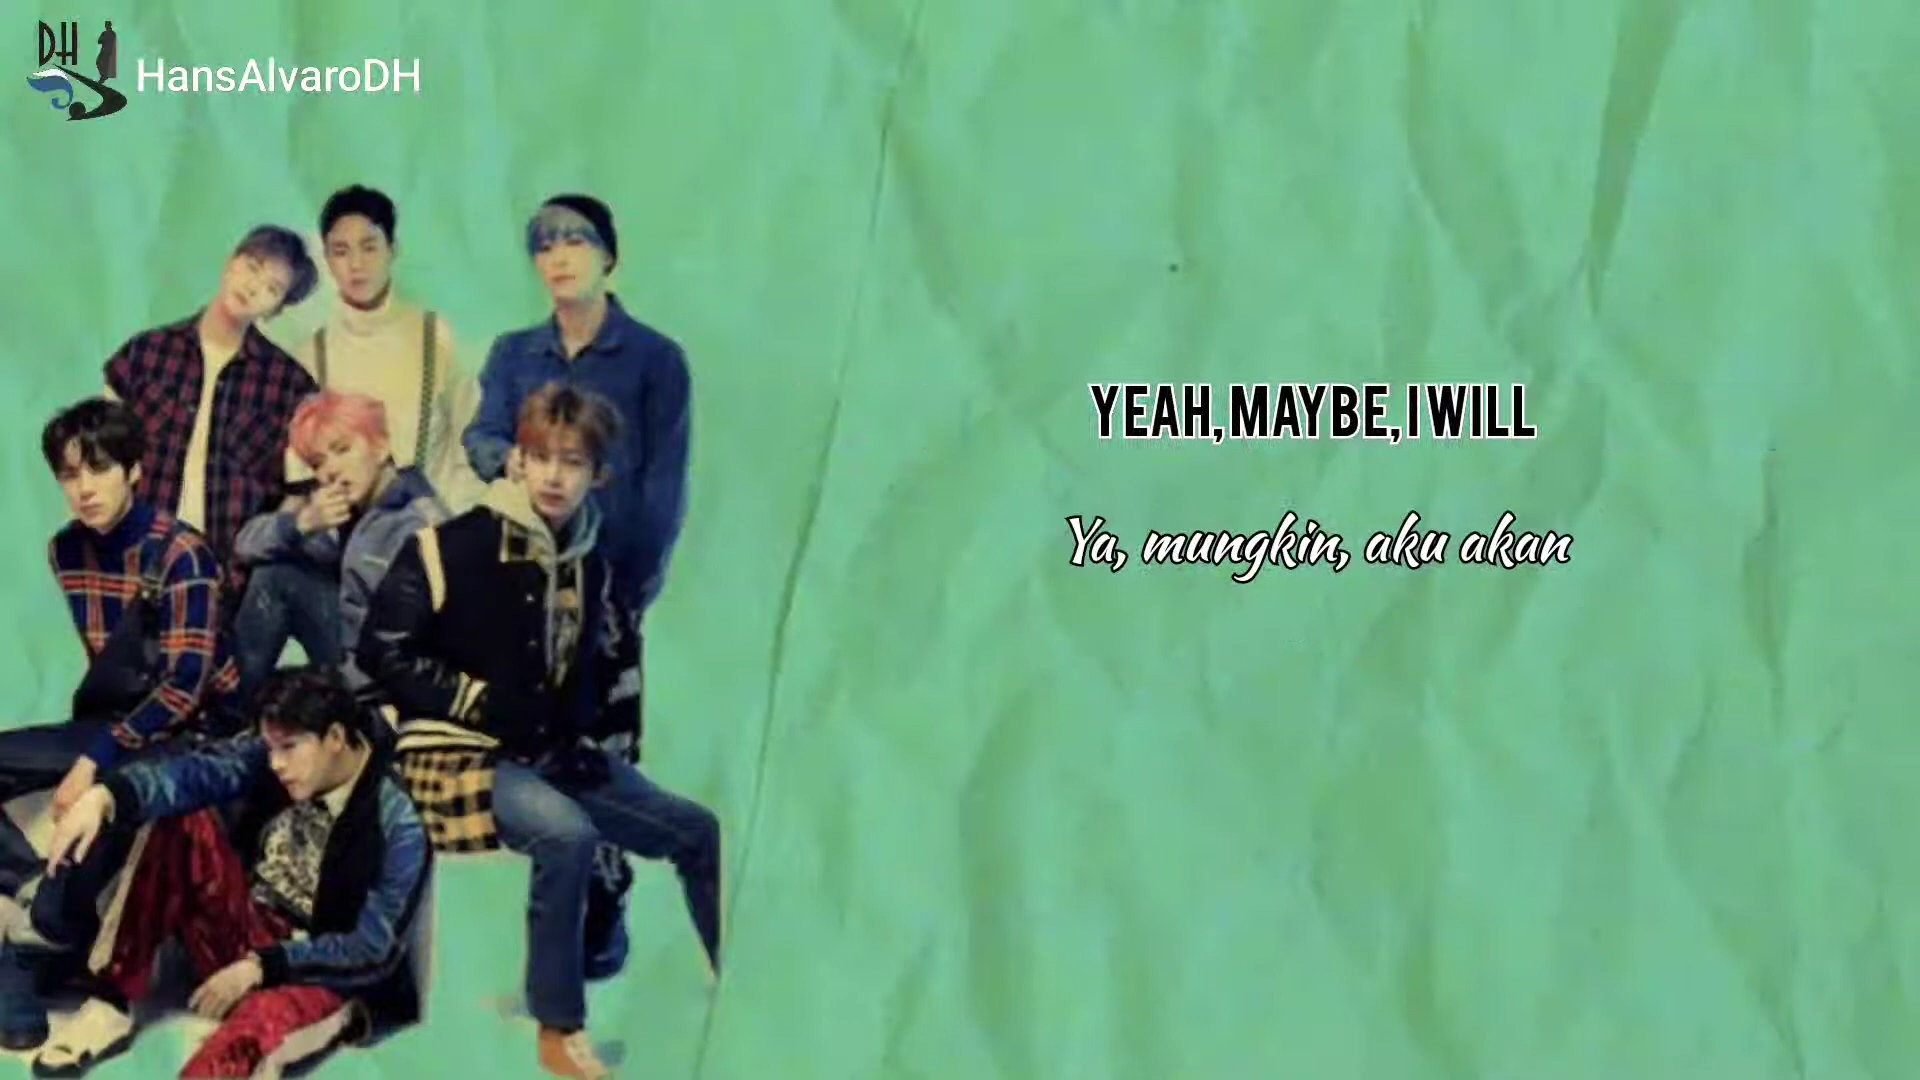 DH
HansAlvaroDH
YEAH, MAYBE, I WILL
Ya, mungkin, aku akan